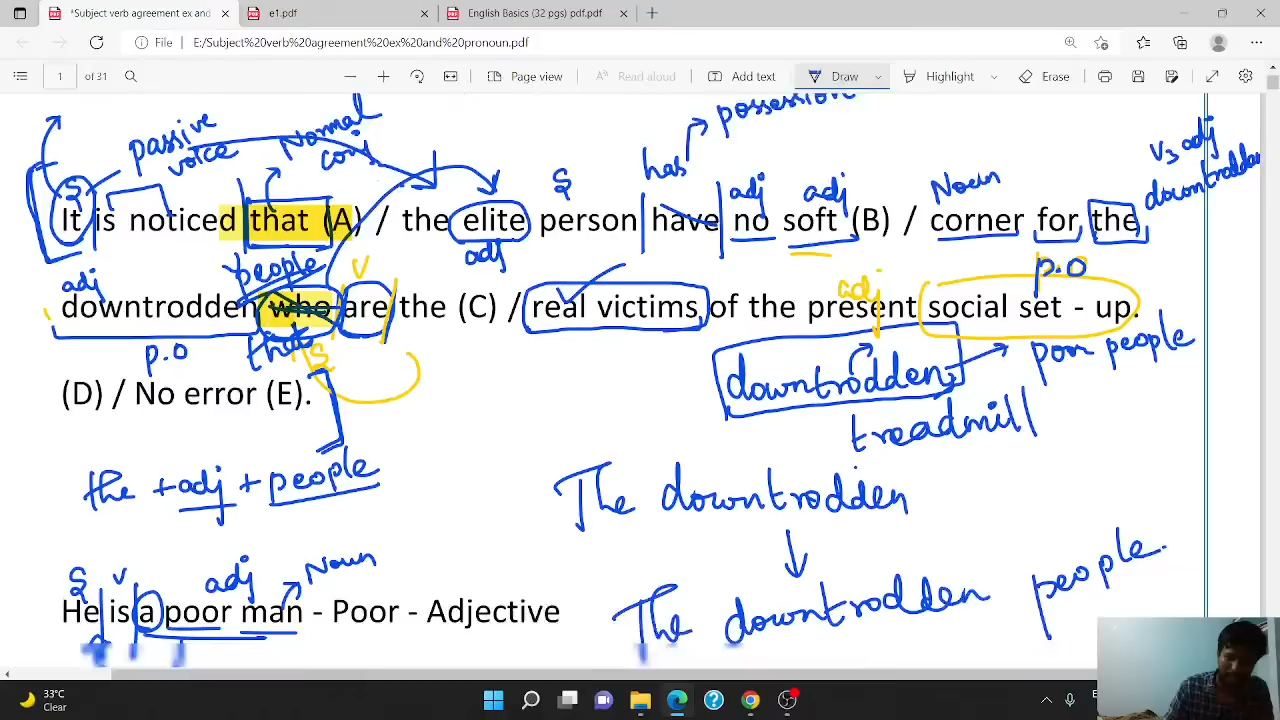 *Subject verb agreement ex and
e1.pdf
English Basics (32 pgs) pdf.pdf
File E:/Subject%20verb%20agreement%20ex%20and%20pronoun.pdf
1 of 31
Page view
Read aloud
Add text
Draw
Highlight
Erase
possession
passive voice
Normal conj
has
V3 adj
downtrodden
S
S
adj
adj
Noun
It is noticed that (A) / the elite person have no soft (B) / corner for the
adj
people
V
adj
p.o
adj
downtrodden who are the (C) / real victims of the present social set - up.
p.o
that
S
downtrodden
poor people
(D) / No error (E).
treadmill
the + adj + people
The downtrodden
S V adj Noun
The downtrodden people.
He is a poor man - Poor - Adjective
33°C
Clear